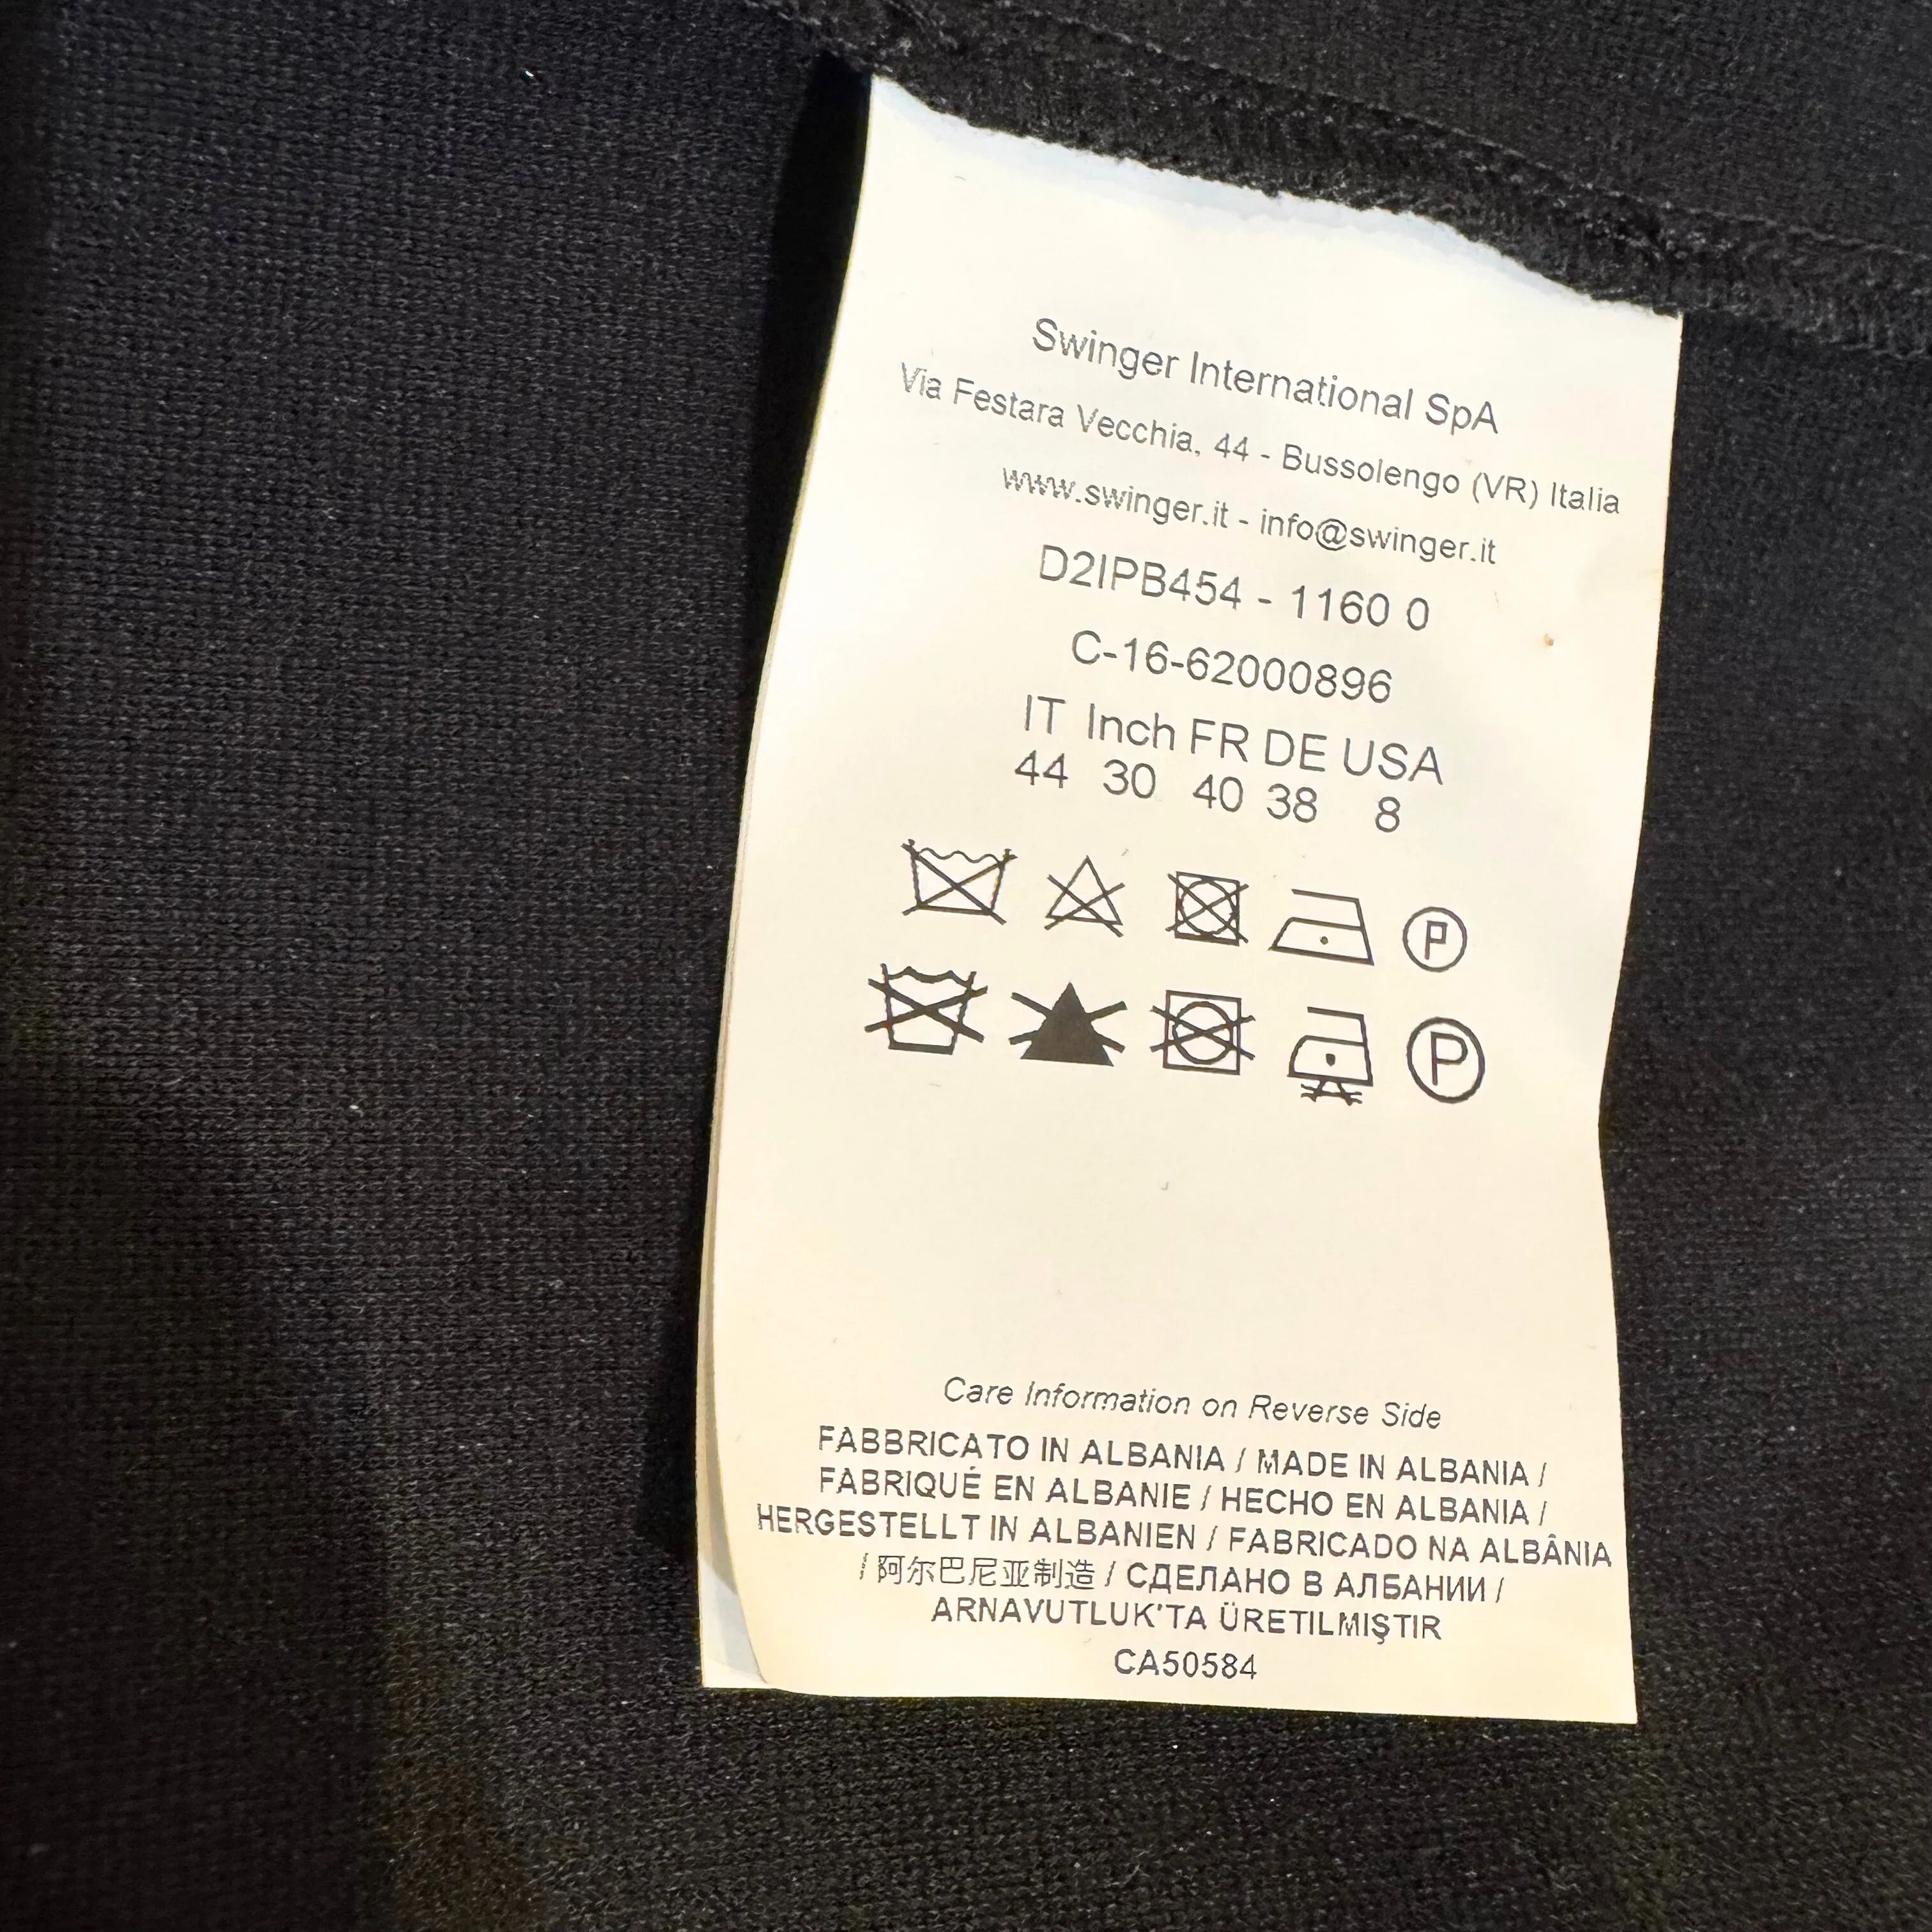 Swinger International SpA
Via Festara Vecchia, 44 - Bussolengo (VR) Italia
www.swinger.it - info@swinger.it
D2IPB454 - 1160 0
C-16-62000896
IT Inch FR DE USA
44 30 40 38 8
P
P
Care Information on Reverse Side
FABBRICATO IN ALBANIA / MADE IN ALBANIA /
FABRIQUÉ EN ALBANIE / HECHO EN ALBANIA /
HERGESTELLT IN ALBANIEN / FABRICADO NA ALBÂNIA
/ 阿尔巴尼亚制造 / СДЕЛАНО В АЛБАНИИ /
ARNAVUTLUK'TA ÜRETILMIŞTIR
CA50584